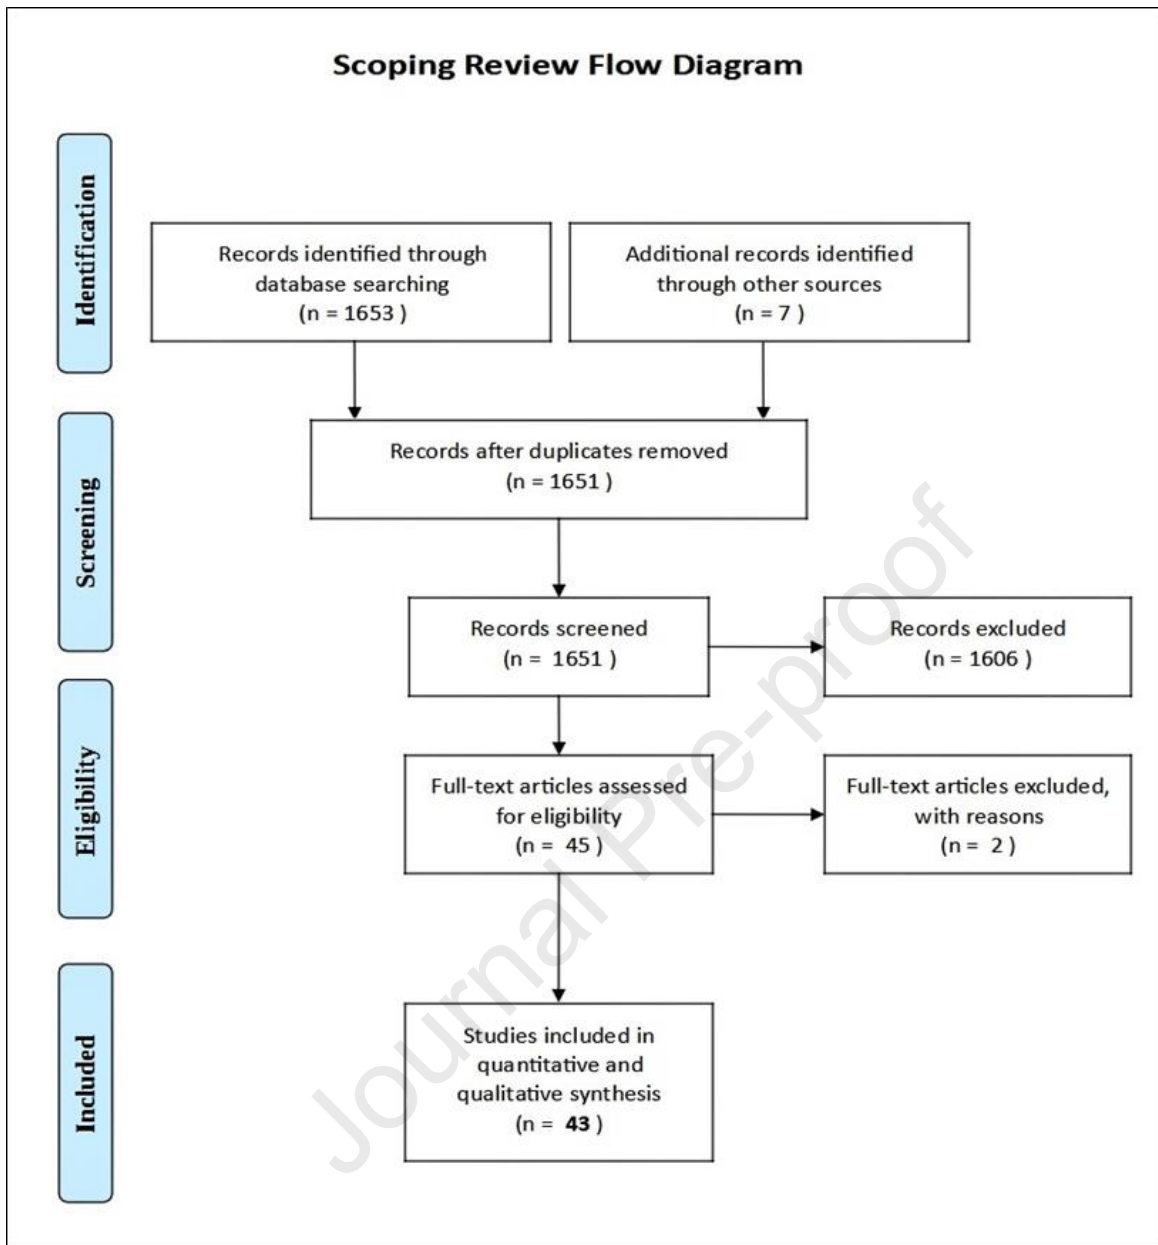 Scoping Review Flow Diagram
Identification
Records identified through
database searching
(n = 1653 )
Additional records identified
through other sources
(n = 7 )
Screening
Records after duplicates removed
(n = 1651 )
Records screened
(n = 1651 )
Records excluded
(n = 1606 )
Eligibility
Full-text articles assessed
for eligibility
(n = 45 )
Full-text articles excluded,
with reasons
(n = 2 )
Included
Studies included in
quantitative and
qualitative synthesis
(n = 43 )
Journal Pre-proof